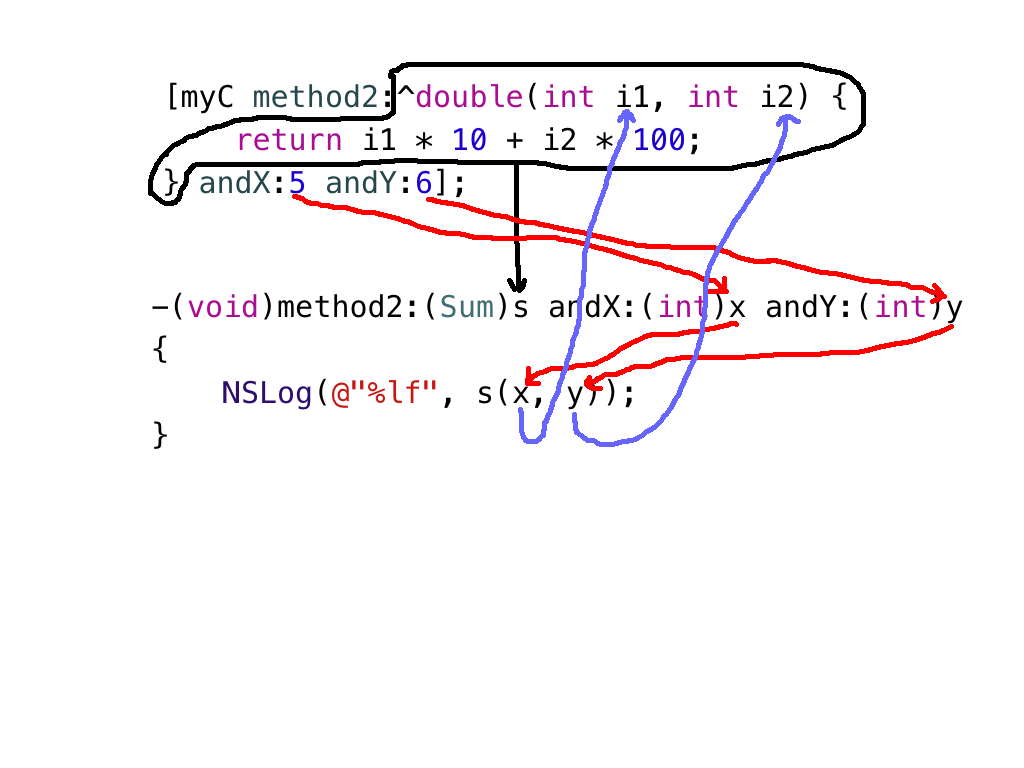 [myC method2:^double(int i1, int i2) {
return i1 * 10 + i2 * 100;
} andX:5 andY:6];
-(void)method2:(Sum)s andX:(int)x andY:(int)y
{
NSLog(@"%lf", s(x, y));
}